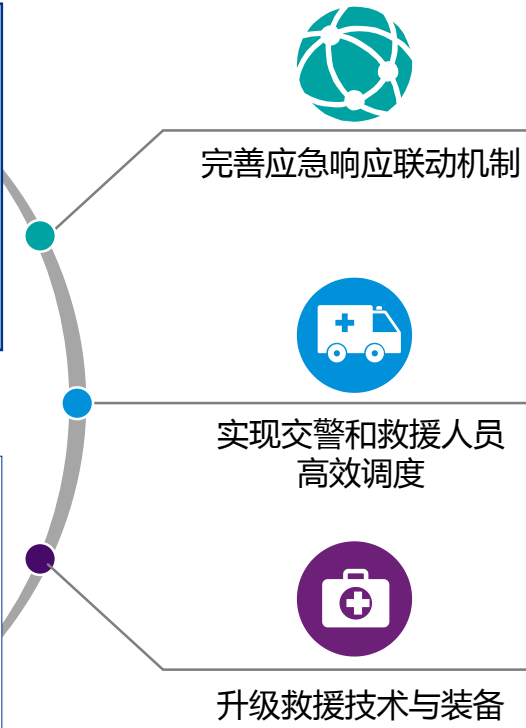 完善应急响应联动机制
实现交警和救援人员
高效调度
升级救援技术与装备